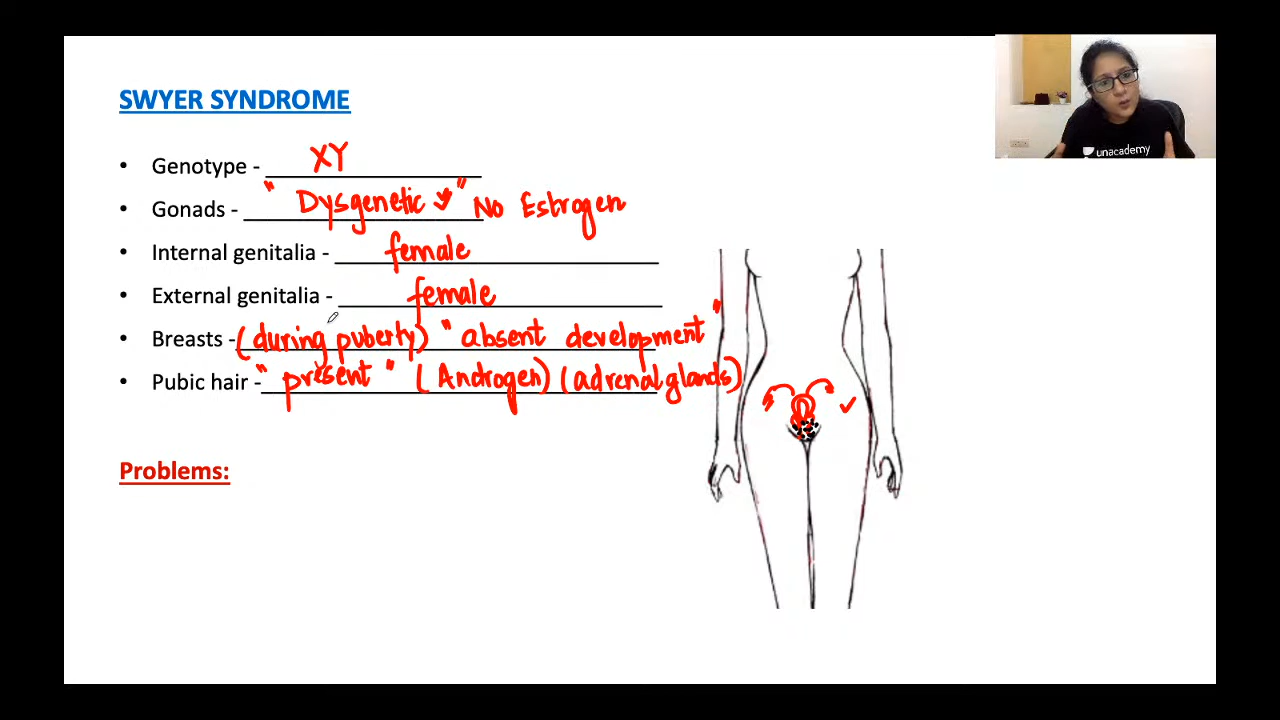 SWYER SYNDROME
• Genotype - XY
• Gonads - "Dysgenetic" No Estrogen
• Internal genitalia - female
• External genitalia - female
• Breasts - (during puberty) "absent development"
• Pubic hair - "present" (Androgen) (adrenal glands)
Problems:
unacademy